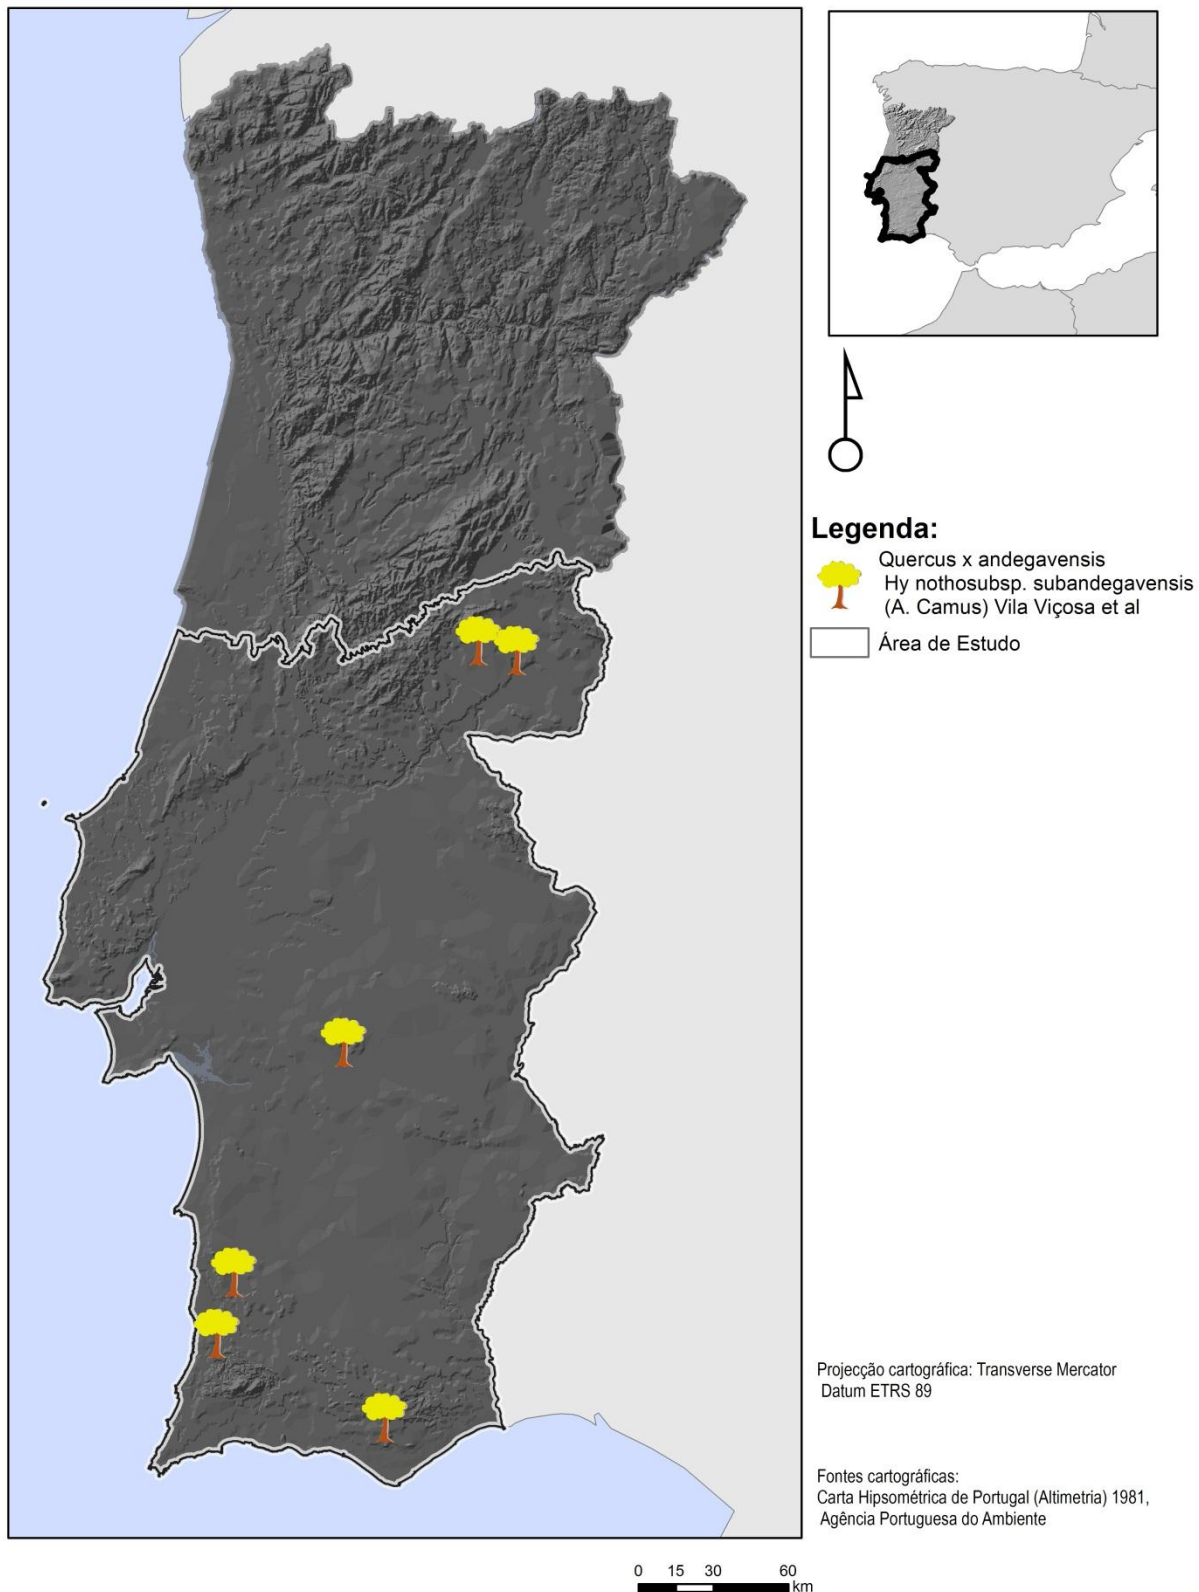 Legenda:
Quercus x andegavensis
Hy nothosubsp. subandegavensis
(A. Camus) Vila Viçosa et al
Área de Estudo
Projecção cartográfica: Transverse Mercator
Datum ETRS 89
Fontes cartográficas:
Carta Hipsométrica de Portugal (Altimetria) 1981,
Agência Portuguesa do Ambiente
0 15 30 60
km